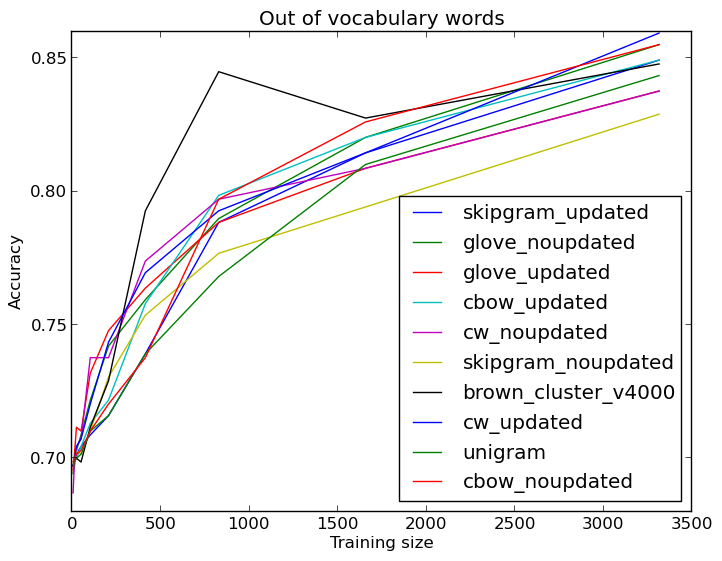 Out of vocabulary words
0.85
0.80
0.75
0.70
Accuracy
skipgram_updated
glove_noupdated
glove_updated
cbow_updated
cw_noupdated
skipgram_noupdated
brown_cluster_v4000
cw_updated
unigram
cbow_noupdated
0 500 1000 1500 2000 2500 3000 3500
Training size